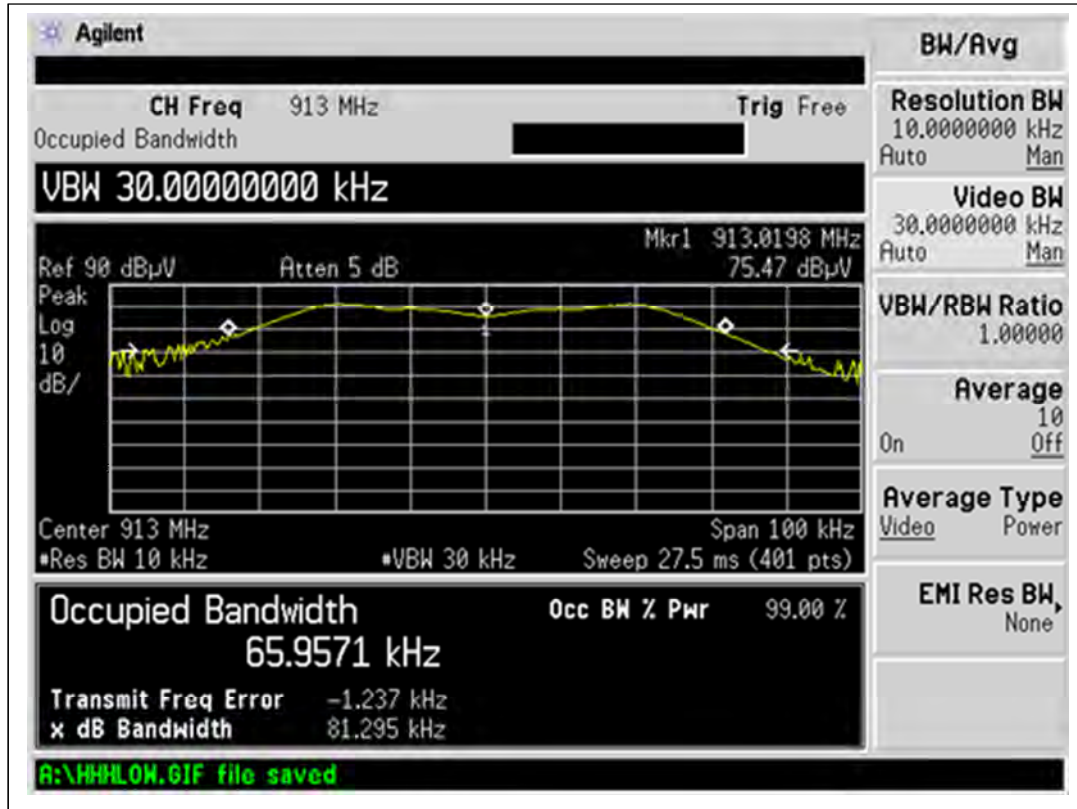 Agilent
CH Freq 913 MHz Trig Free
Occupied Bandwidth
VBW 30.00000000 kHz
Mkr1 913.0198 MHz
Ref 90 dBµV Atten 5 dB 75.47 dBµV
Peak
Log
10
dB/
1
Center 913 MHz Span 100 kHz
#Res BW 10 kHz #VBW 30 kHz Sweep 27.5 ms (401 pts)
Occupied Bandwidth Occ BW % Pwr 99.00 %
65.9571 kHz
Transmit Freq Error -1.237 kHz
x dB Bandwidth 81.295 kHz
A:\HHHLOW.GIF file saved
BW/Avg
Resolution BW
10.0000000 kHz
Auto Man
Video BW
30.0000000 kHz
Auto Man
VBW/RBW Ratio
1.00000
Average
10
On Off
Average Type
Video Power
EMI Res BW
None